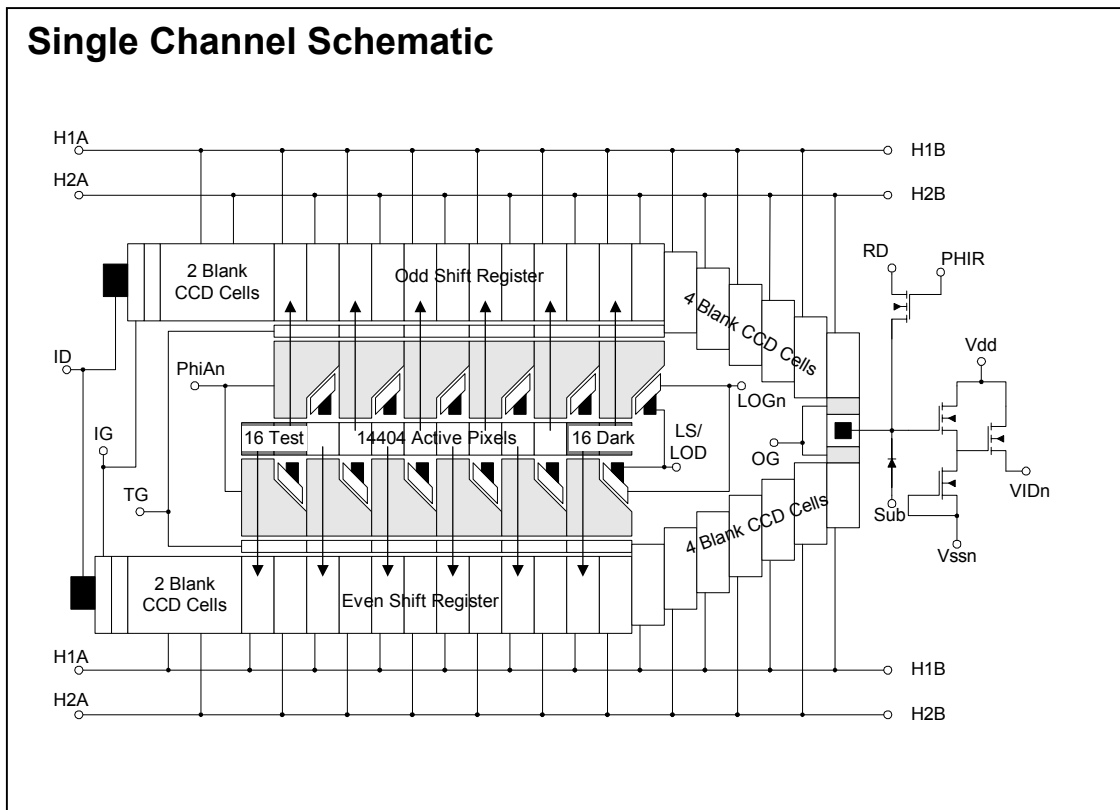 Single Channel Schematic
H1A
H1B
H2A
H2B
RD
PHIR
2 Blank
CCD Cells
Odd Shift Register
4 Blank CCD Cells
Vdd
ID
PhiAn
LOGn
IG
16 Test
14404 Active Pixels
16 Dark
LS/
LOD
OG
TG
Sub
VIDn
4 Blank CCD Cells
Vssn
2 Blank
CCD Cells
Even Shift Register
H1A
H1B
H2A
H2B